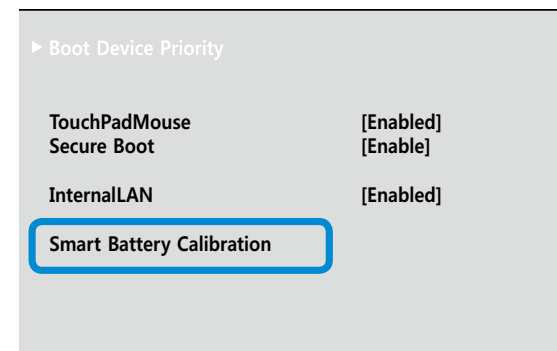 ▶ Boot Device Priority
TouchPadMouse [Enabled]
Secure Boot [Enable]
InternalLAN [Enabled]
Smart Battery Calibration